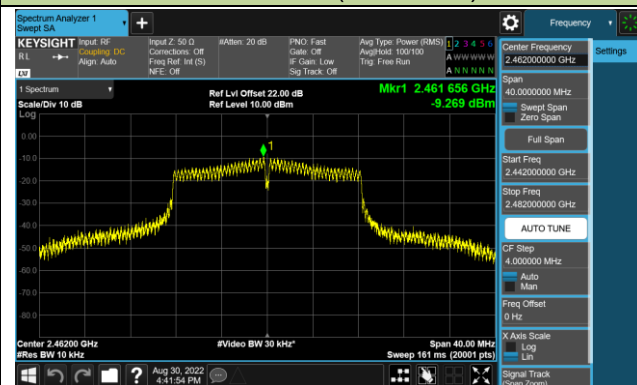 Spectrum Analyzer 1
Swept SA
+
Frequency
KEYSIGHT
RL
LXI
Input: RF
Coupling: DC
Align: Auto
Input Z: 50 Ω
Corrections: Off
Freq Ref: Int (S)
NFE: Off
#Atten: 20 dB
PNO: Fast
Gate: Off
IF Gain: Low
Sig Track: Off
Avg Type: Power (RMS)
Avg|Hold: 100/100
Trig: Free Run
1 2 3 4 5 6
A W W W W W
A N N N N N
1 Spectrum
Scale/Div 10 dB
Log
Ref Lvl Offset 22.00 dB
Ref Level 10.00 dBm
Mkr1 2.461 656 GHz
-9.269 dBm
1
0.00
-10.0
-20.0
-30.0
-40.0
-50.0
-60.0
-70.0
-80.0
Center 2.46200 GHz
#Res BW 10 kHz
#Video BW 30 kHz*
Span 40.00 MHz
Sweep 161 ms (20001 pts)
Aug 30, 2022
4:41:54 PM
Center Frequency
2.462000000 GHz
Span
40.0000000 MHz
Swept Span
Zero Span
Full Span
Start Freq
2.442000000 GHz
Stop Freq
2.482000000 GHz
AUTO TUNE
CF Step
4.000000 MHz
Auto
Man
Freq Offset
0 Hz
X Axis Scale
Log
Lin
Signal Track
(Span Zoom)
Settings